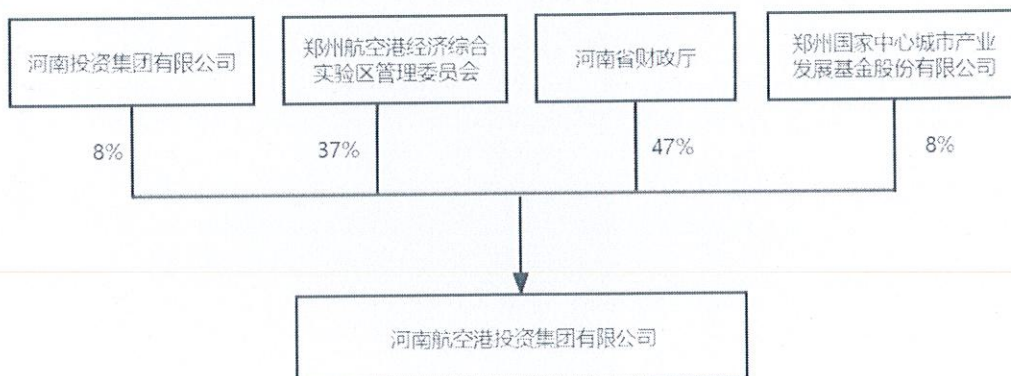 河南投资集团有限公司
郑州航空港经济综合
实验区管理委员会
河南省财政厅
郑州国家中心城市产业
发展基金股份有限公司
8%
37%
47%
8%
河南航空港投资集团有限公司